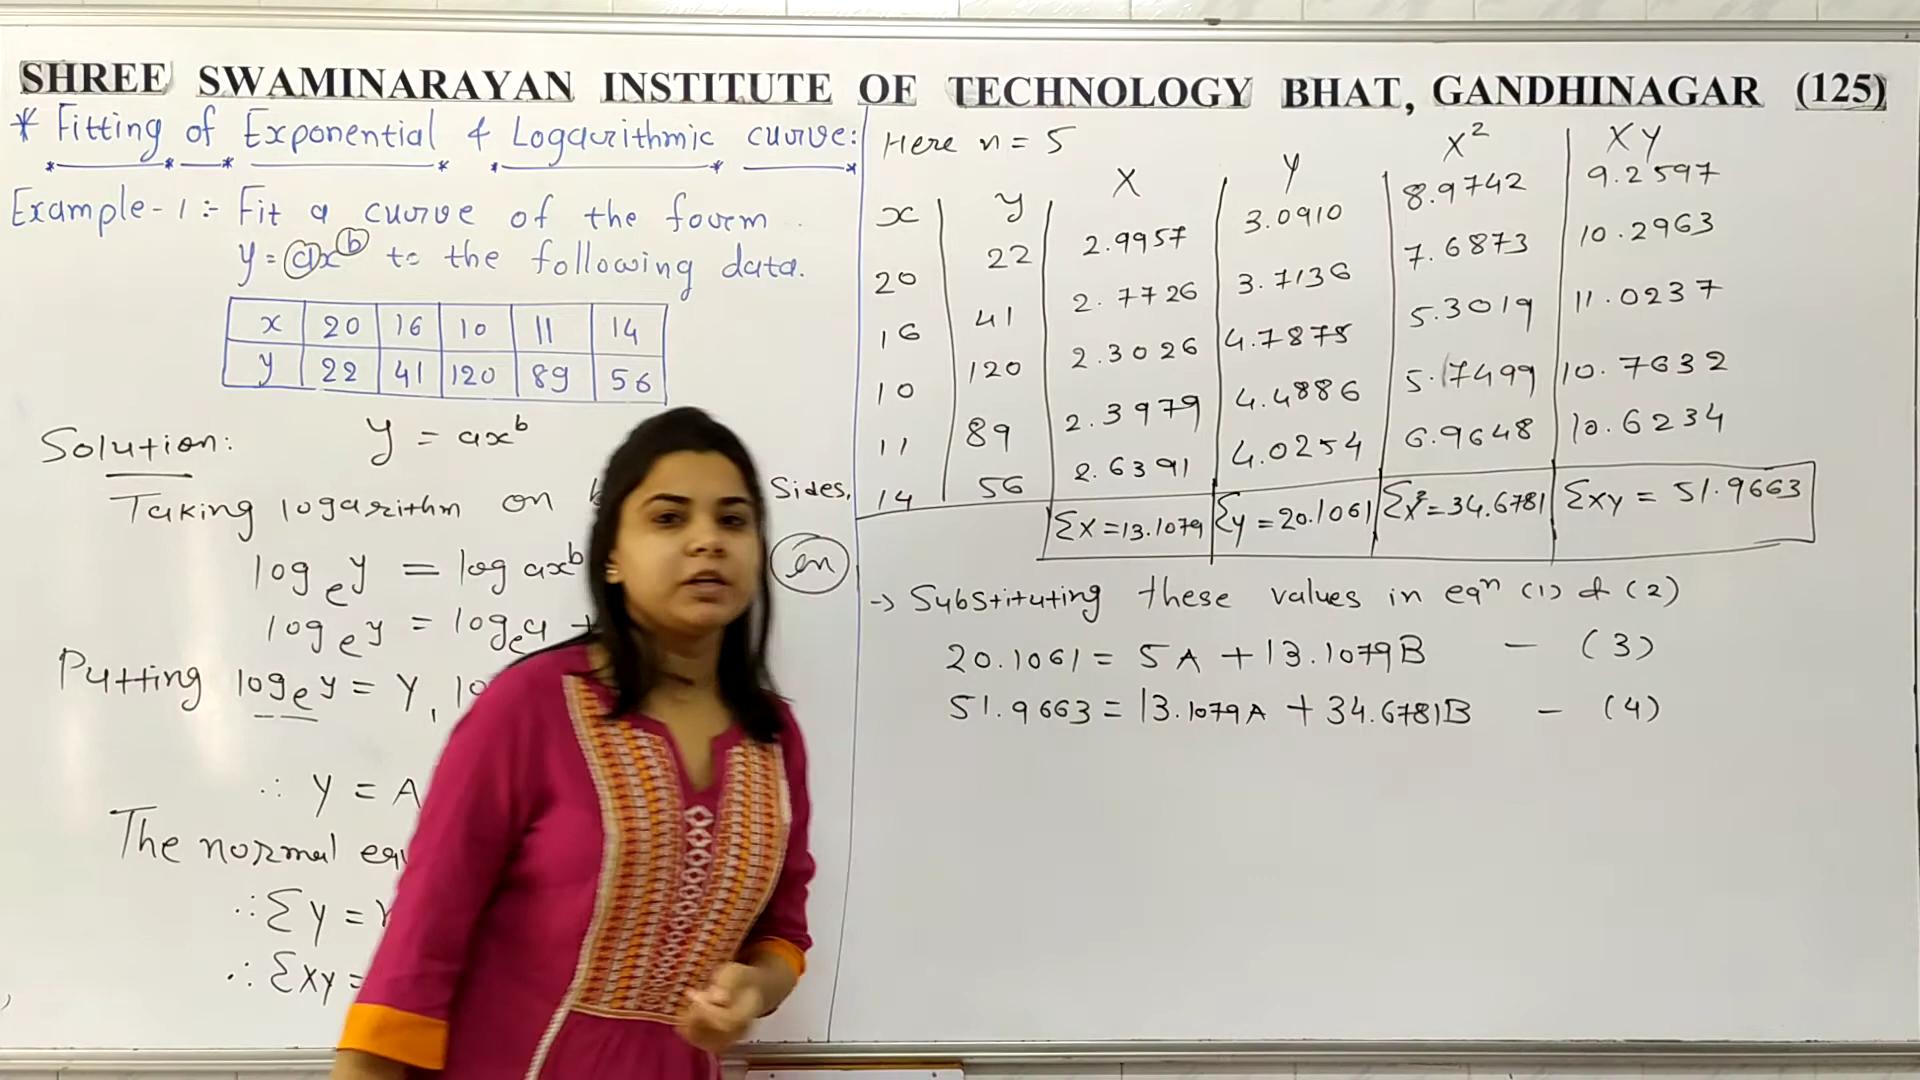 SHREE SWAMINARAYAN INSTITUTE OF TECHNOLOGY BHAT, GANDHINAGAR (125)
* Fitting of Exponential & Logarithmic curve:
Example-1 :- Fit a curve of the form
y = ax^b to the following data.
x 20 16 10 11 14
y 22 41 120 89 56
Solution: y = ax^b
Taking logarithm on Sides.
log_e y = log ax^b
ln
log_e y = log_e a +
Putting log_e y = Y,
∴ Y = A
The normal
∴ Σy =
∴ Σxy =
Here n = 5
x y X Y X² XY
20 22 2.9957 3.0910 8.9742 9.2597
16 41 2.7726 3.7136 7.6873 10.2963
10 120 2.3026 4.7875 5.3019 11.0237
11 89 2.3979 4.4886 5.7499 10.7632
14 56 2.6391 4.0254 6.9648 10.6234
Σx = 13.1079 Σy = 20.1061 Σx² = 34.6781 Σxy = 51.9663
→ Substituting these values in eqⁿ (1) & (2)
20.1061 = 5A + 13.1079B — (3)
51.9663 = 13.1079A + 34.6781B — (4)